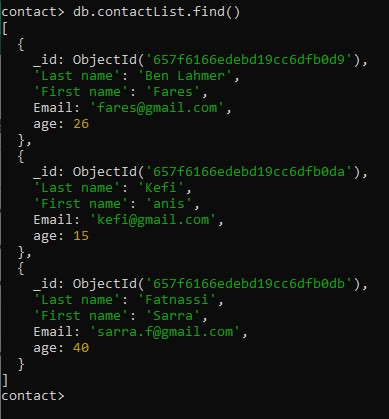 contact> db.contactList.find()
[
  {
    _id: ObjectId('657f6166edebd19cc6dfb0d9'),
    'Last name': 'Ben Lahmer',
    'First name': 'Fares',
    Email: 'fares@gmail.com',
    age: 26
  },
  {
    _id: ObjectId('657f6166edebd19cc6dfb0da'),
    'Last name': 'Kefi',
    'First name': 'anis',
    Email: 'kefi@gmail.com',
    age: 15
  },
  {
    _id: ObjectId('657f6166edebd19cc6dfb0db'),
    'Last name': 'Fatnassi',
    'First name': 'Sarra',
    Email: 'sarra.f@gmail.com',
    age: 40
  }
]
contact>